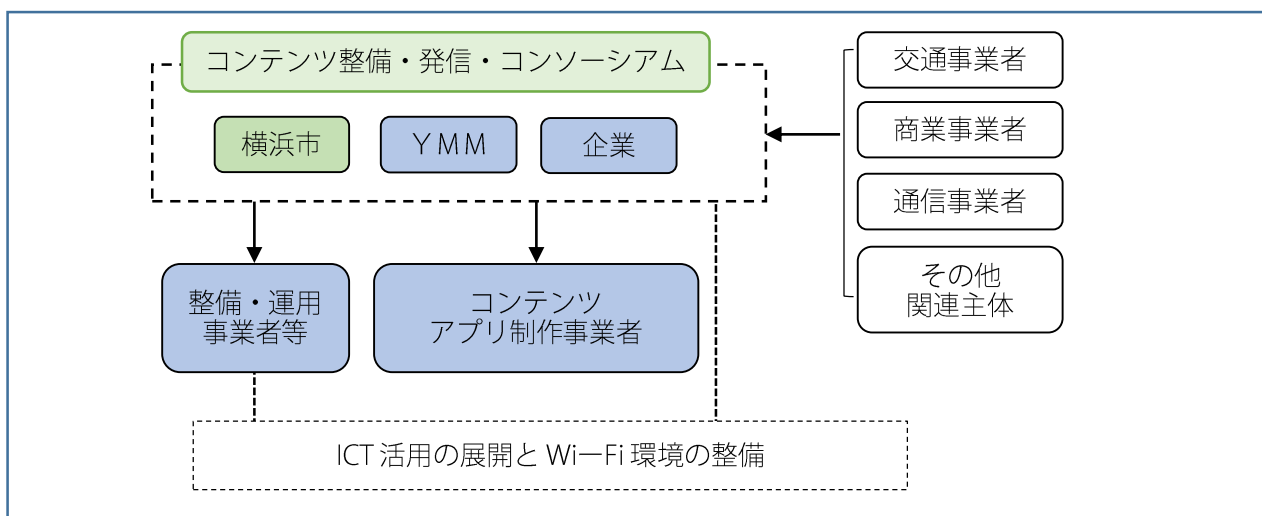 コンテンツ整備・発信・コンソーシアム
横浜市
ＹＭＭ
企業
交通事業者
商業事業者
通信事業者
その他
関連主体
整備・運用
事業者等
コンテンツ
アプリ制作事業者
ICT 活用の展開と Wi－Fi 環境の整備